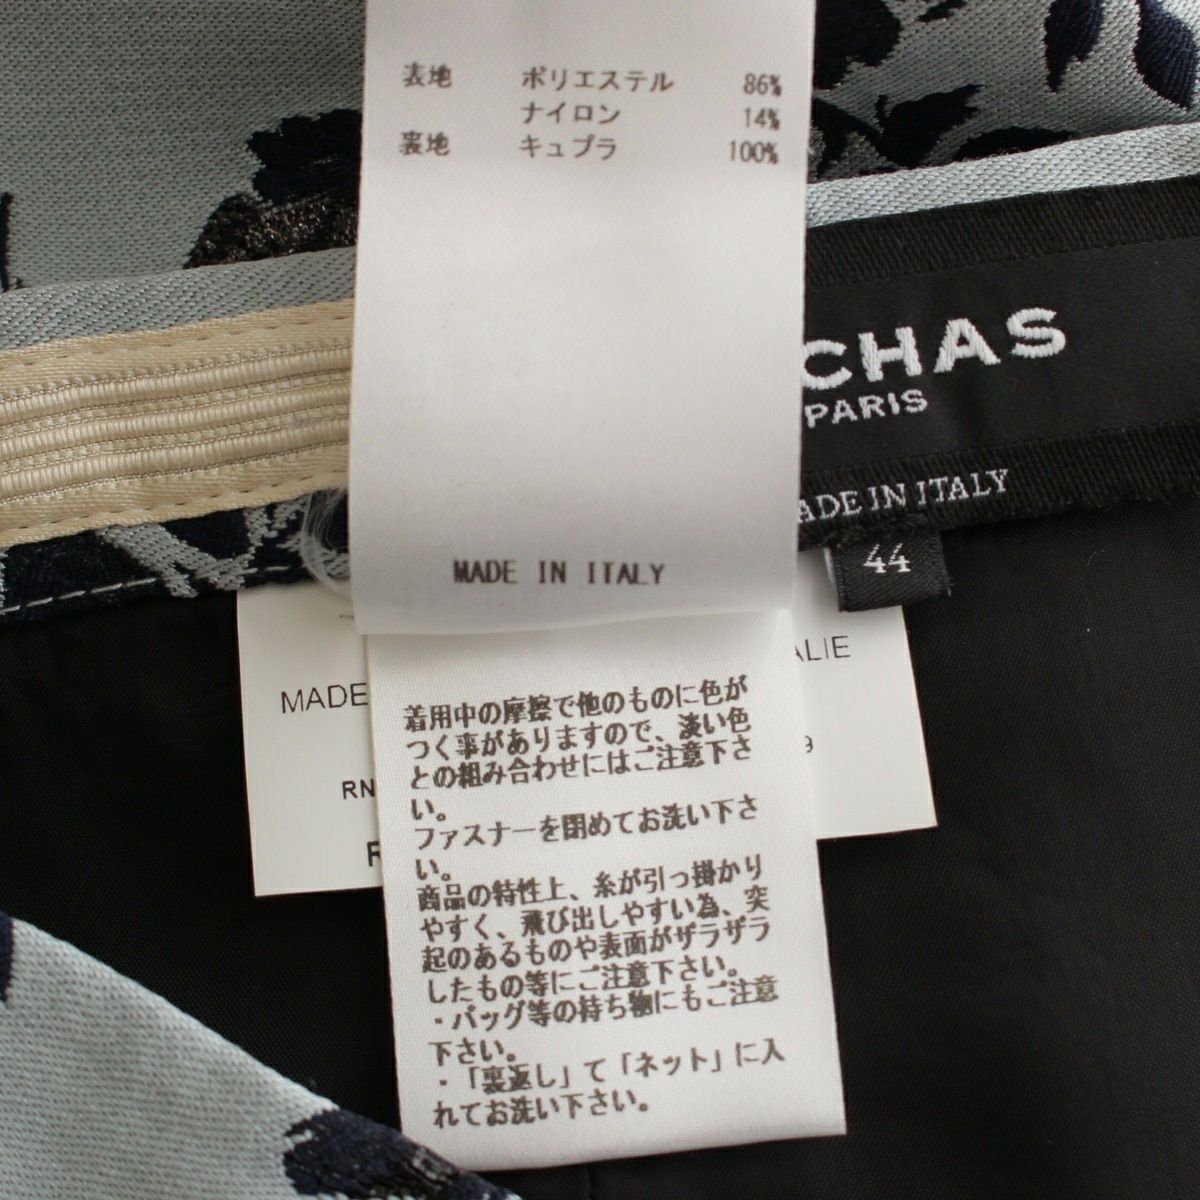 表地 ポリエステル 86%
ナイロン 14%
裏地 キュプラ 100%
MADE IN ITALY
CHAS
PARIS
ADE IN ITALY
44
ALIE
MADE
9
RN
R
着用中の摩擦で他のものに色が
つく事がありますので、淡い色
との組み合わせにはご注意下さ
い。
ファスナーを閉めてお洗い下さ
い。
商品の特性上、糸が引っ掛かり
やすく、飛び出しやすい為、突
起のあるものや表面がザラザラ
したもの等にご注意下さい。
・バッグ等の持ち物にもご注意
下さい。
・「裏返し」て「ネット」に入
れてお洗い下さい。